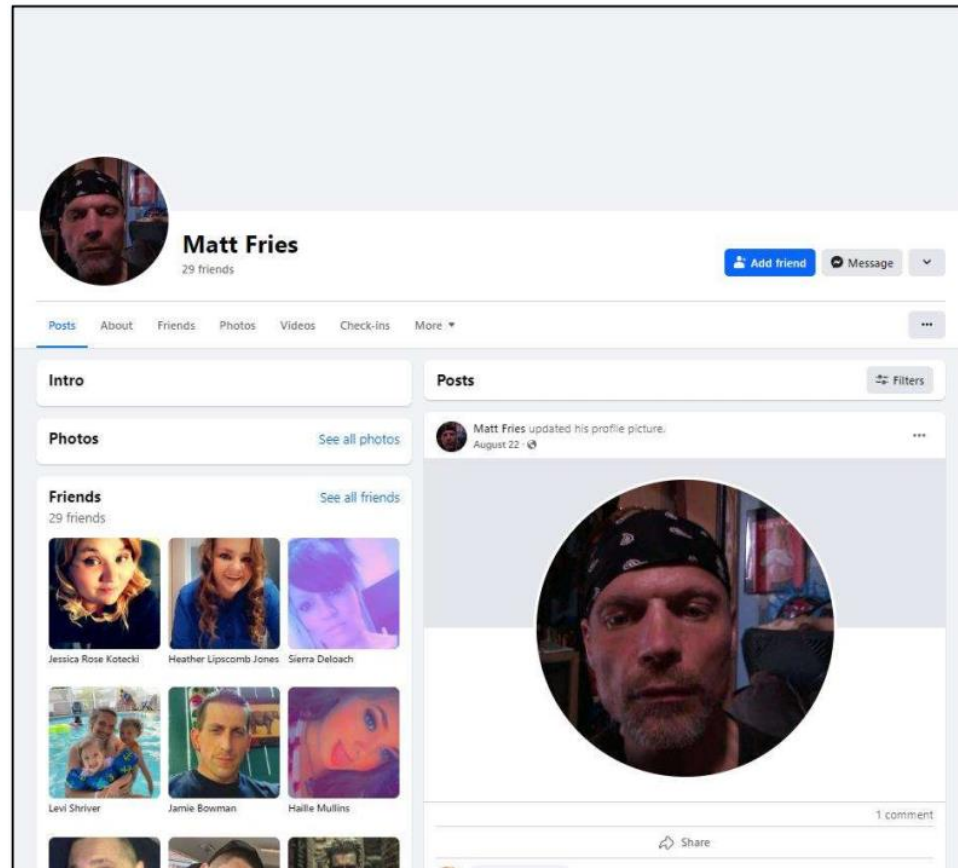 Matt Fries
29 friends
Add friend
Message
Posts About Friends Photos Videos Check-ins More
Intro
Photos
See all photos
Friends
See all friends
29 friends
Jessica Rose Kotecki
Heather Lipscomb Jones
Sierra Deloach
Levi Shriver
Jamie Bowman
Haille Mullins
Posts
Filters
Matt Fries updated his profile picture.
August 22 ·
1 comment
Share